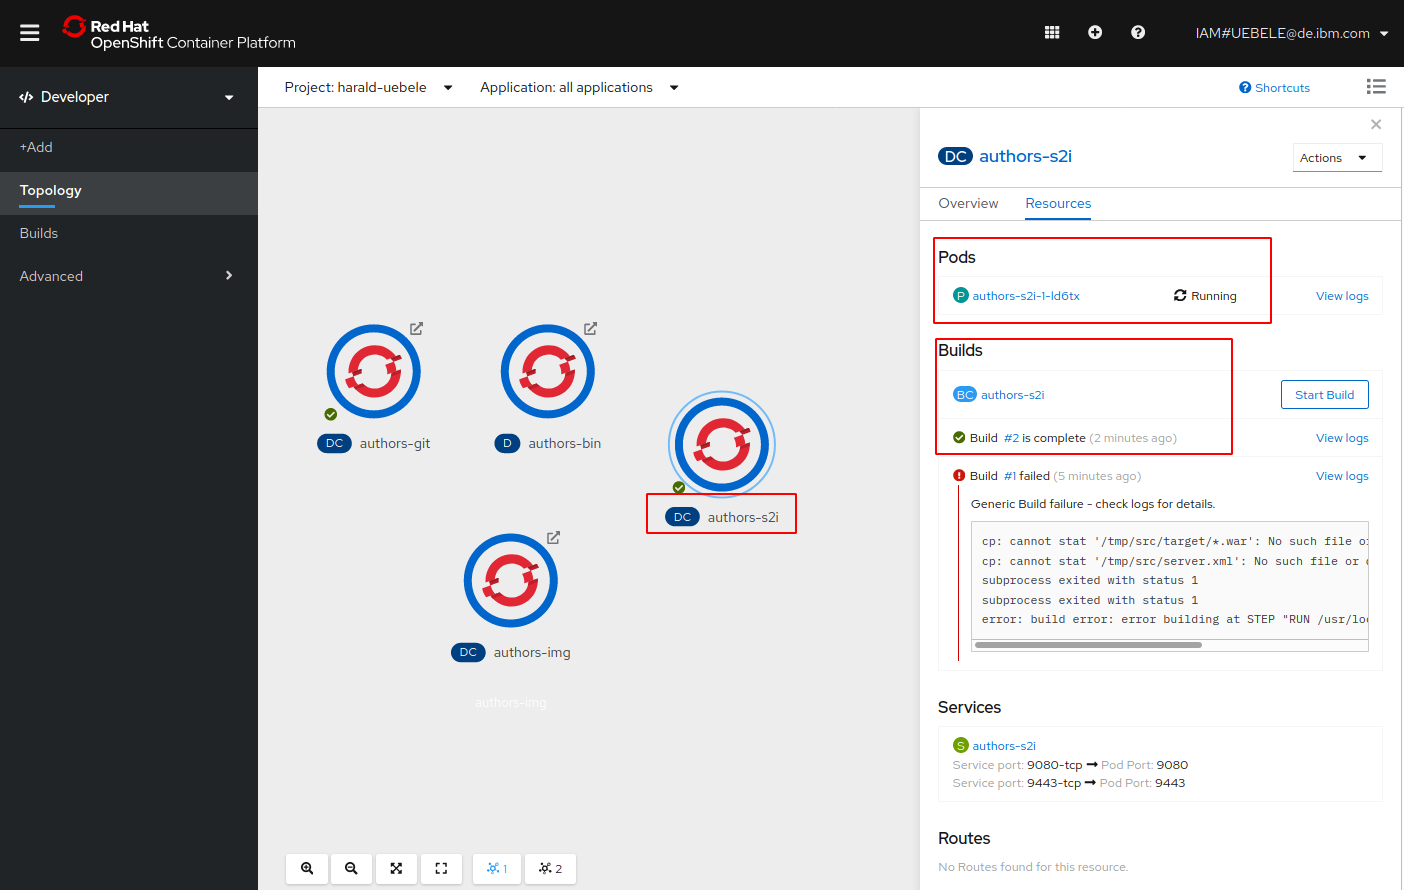 Red Hat
OpenShift Container Platform
IAM#UEBELE@de.ibm.com
Developer
Project: harald-uebele
Application: all applications
Shortcuts
+Add
Topology
Builds
Advanced
authors-git
DC
authors-bin
D
authors-s2i
DC
authors-img
DC
authors-img
1
2
DC authors-s2i
Actions
Overview
Resources
Pods
P authors-s2i-1-ld6tx
Running
View logs
Builds
BC authors-s2i
Start Build
Build #2 is complete (2 minutes ago)
View logs
Build #1 failed (5 minutes ago)
View logs
Generic Build failure - check logs for details.
cp: cannot stat '/tmp/src/target/*.war': No such file or
cp: cannot stat '/tmp/src/server.xml': No such file or
subprocess exited with status 1
subprocess exited with status 1
error: build error: error building at STEP "RUN /usr/lo
Services
S authors-s2i
Service port: 9080-tcp → Pod Port: 9080
Service port: 9443-tcp → Pod Port: 9443
Routes
No Routes found for this resource.